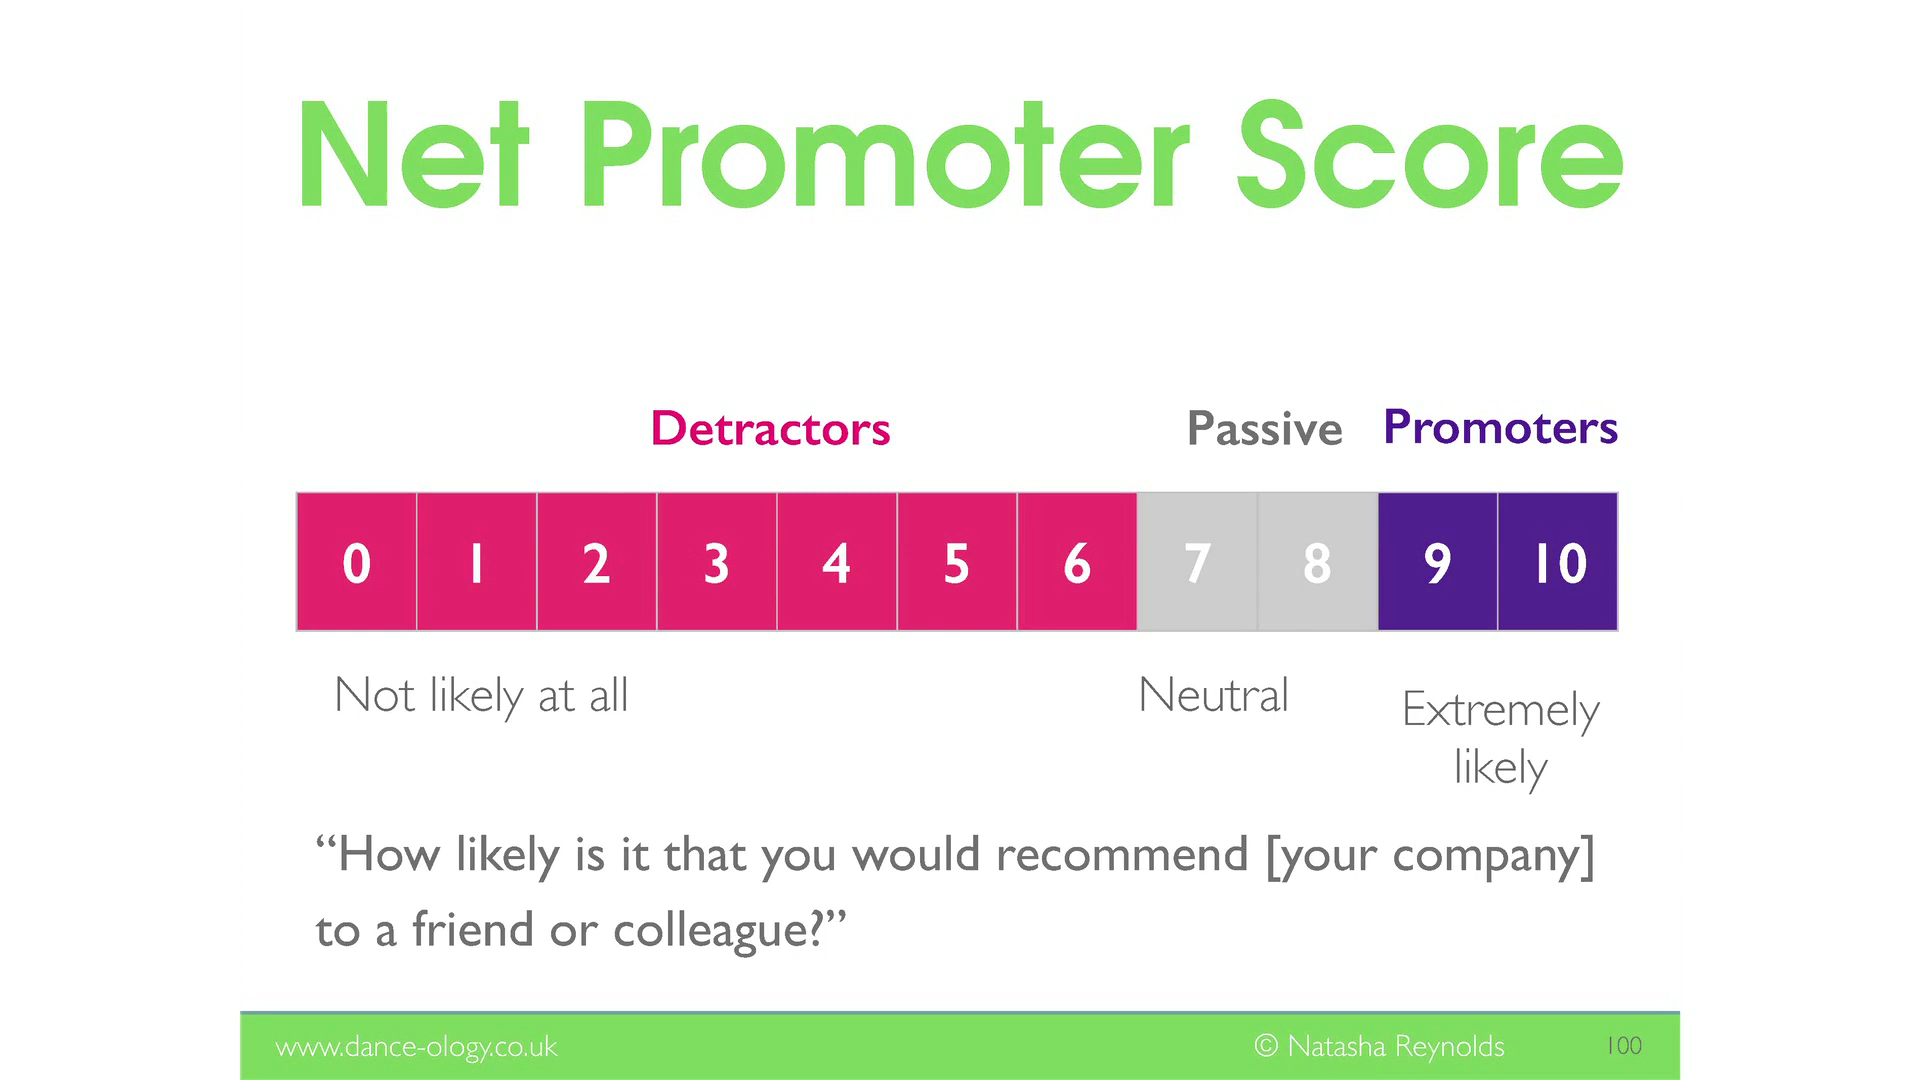 Net Promoter Score
Detractors Passive Promoters
0 1 2 3 4 5 6 7 8 9 10
Not likely at all Neutral Extremely
likely
“How likely is it that you would recommend [your company]
to a friend or colleague?”
www.dance-ology.co.uk © Natasha Reynolds 100